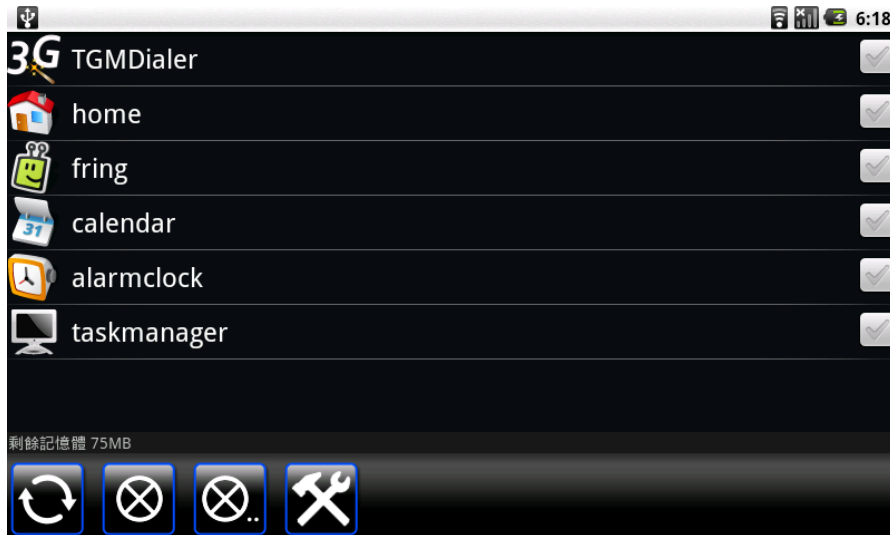 6:18
3G TGMDialer
home
fring
31 calendar
alarmclock
taskmanager
剩餘記憶體 75MB